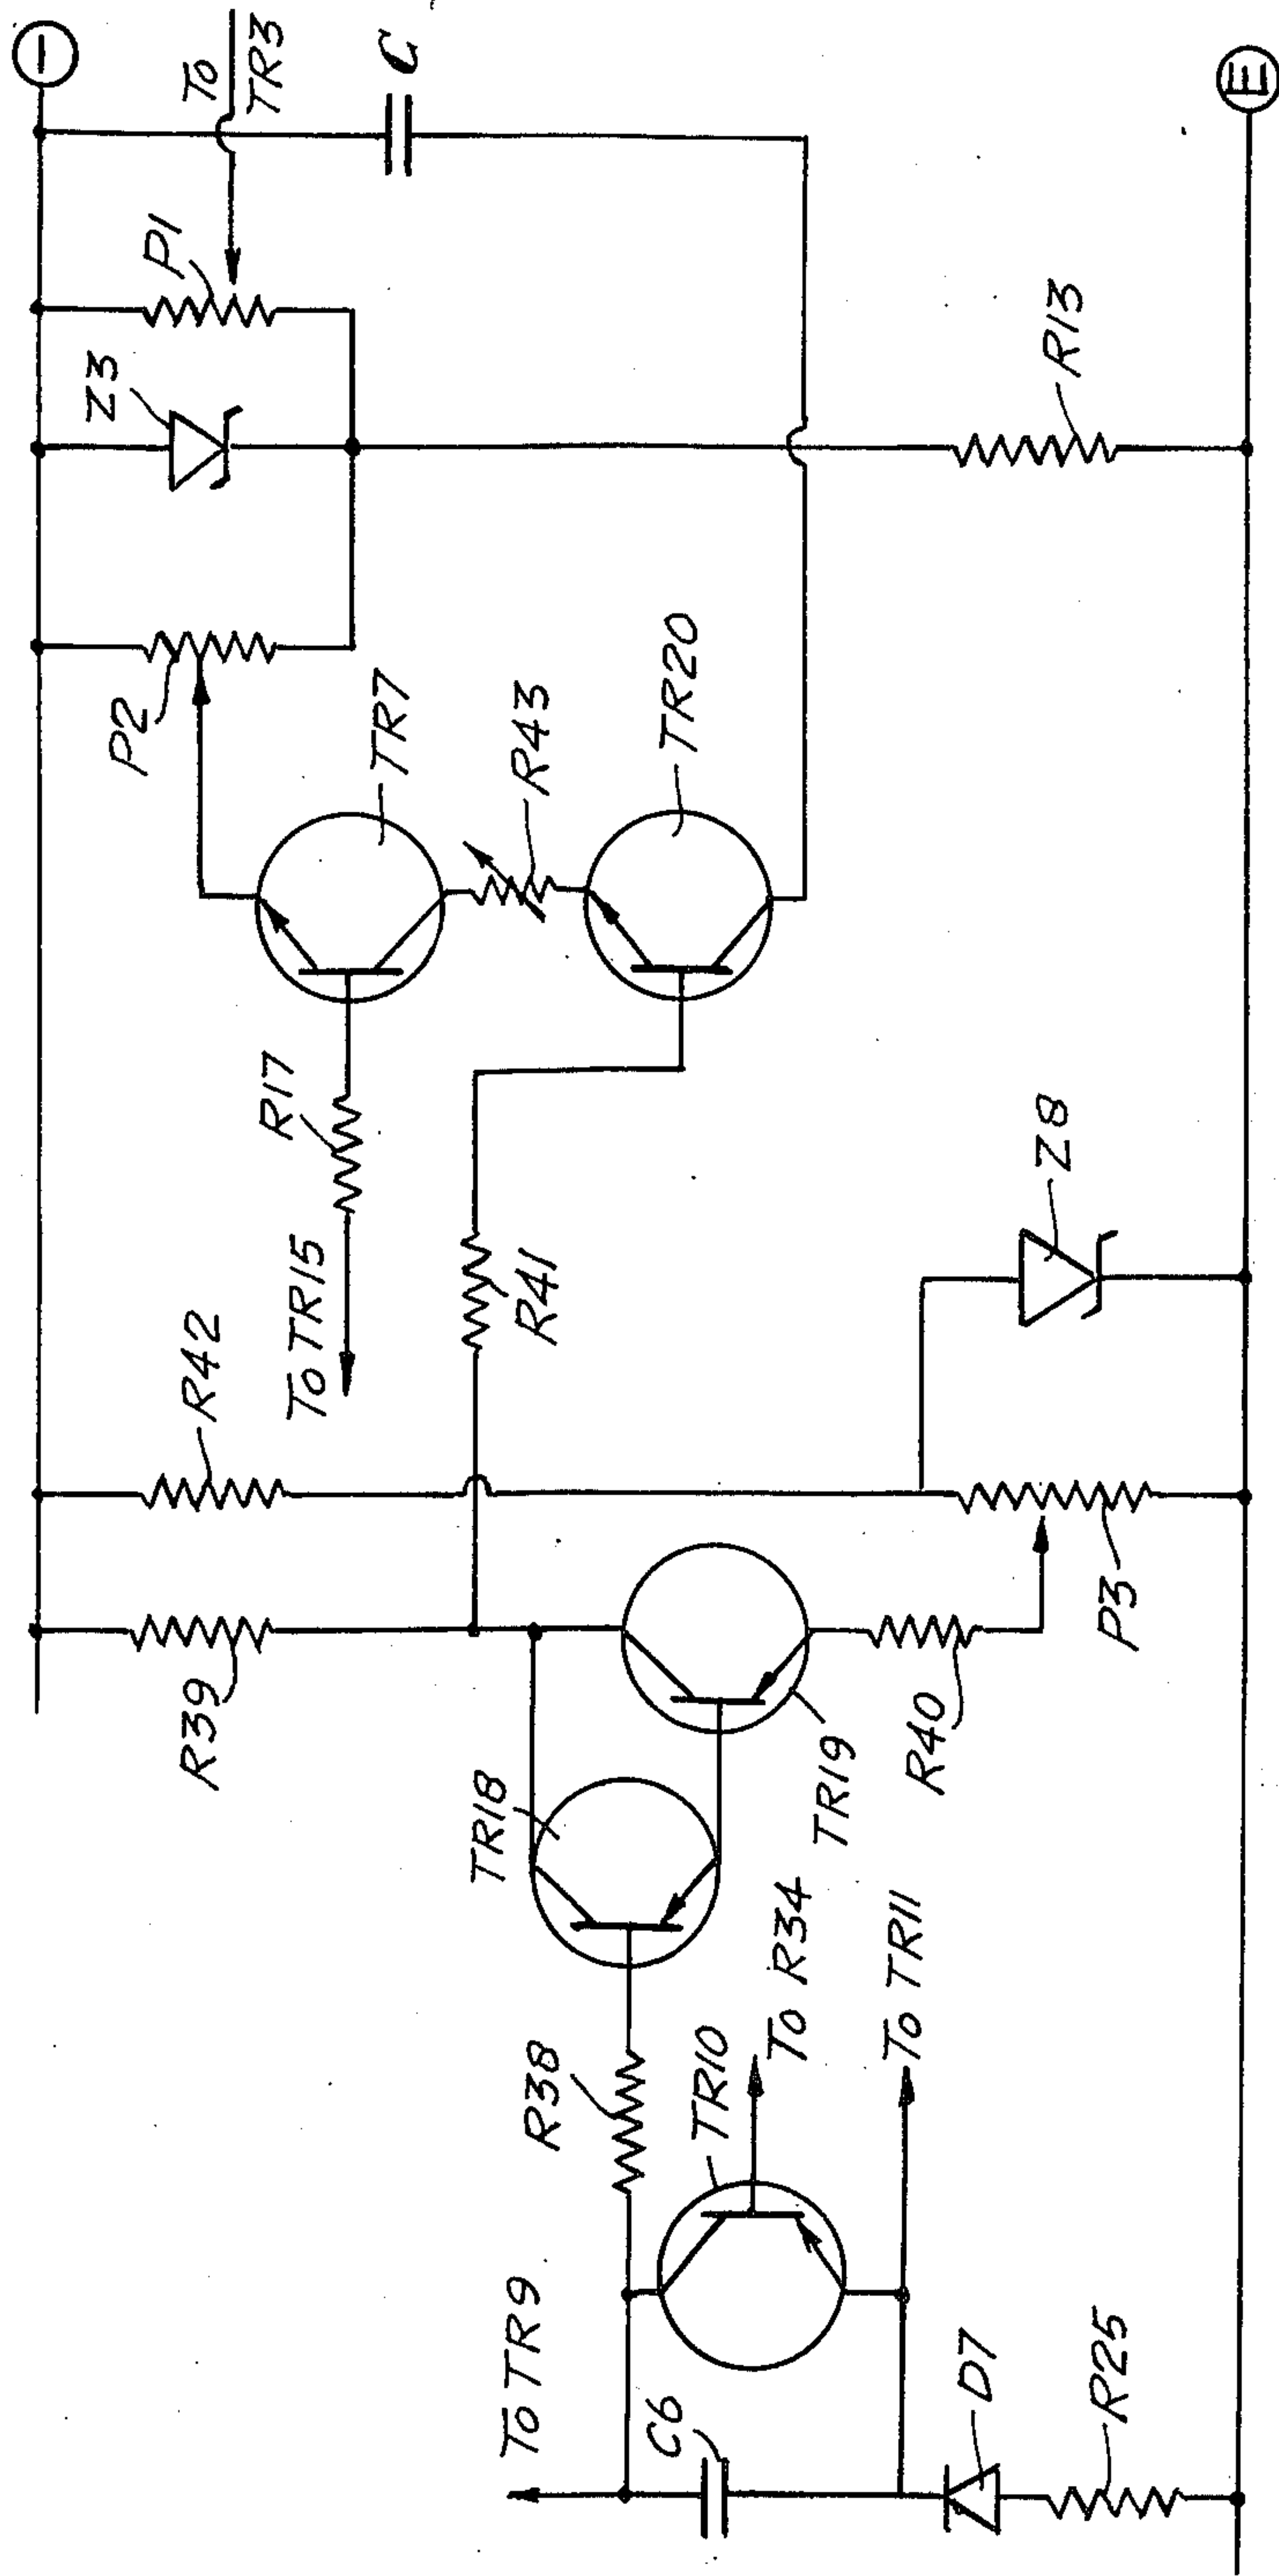 To TR9
C6
D7
R25
R38
TR10
To R34
To TR11
TR18
TR19
R40
P3
R39
R42
To TR15
R17
R41
Z8
P2
TR7
R43
TR20
Z3
P1
R13
To
TR3
C
−
E